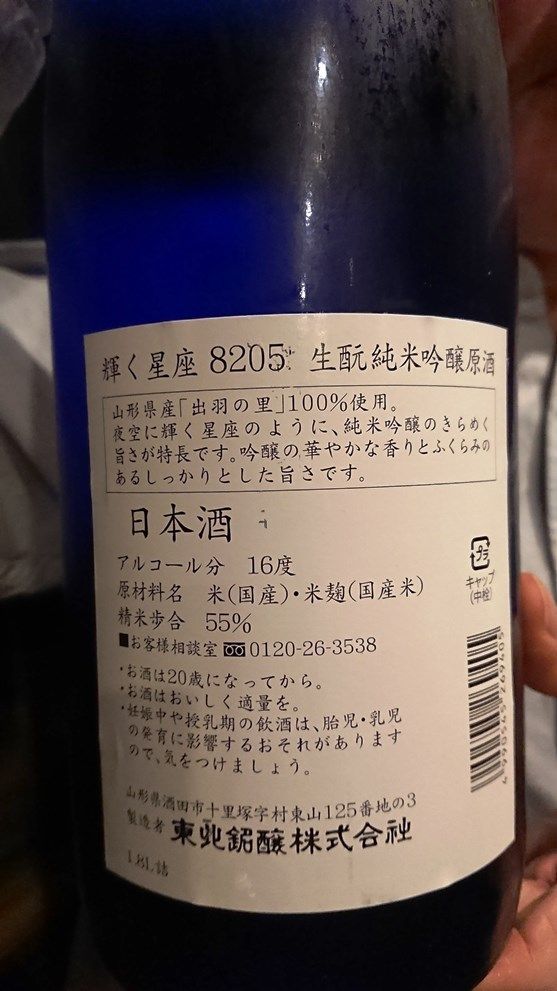 輝く星座 8205 生酛純米吟醸原酒
山形県産「出羽の里」100%使用。
夜空に輝く星座のように、純米吟醸のきらめく
旨さが特長です。吟醸の華やかな香りとふくらみの
あるしっかりとした旨さです。
日本酒
アルコール分 16度
原材料名 米(国産)・米麹(国産米)
精米歩合 55%
■お客様相談室 0120-26-3538
・お酒は20歳になってから。
・お酒はおいしく適量を。
・妊娠中や授乳期の飲酒は、胎児・乳児
の発育に影響するおそれがあります
ので、気をつけましょう。
プラ
キャップ
(中栓)
山形県酒田市十里塚字村東山125番地の3
製造者 東北銘醸株式会社
1.8L詰